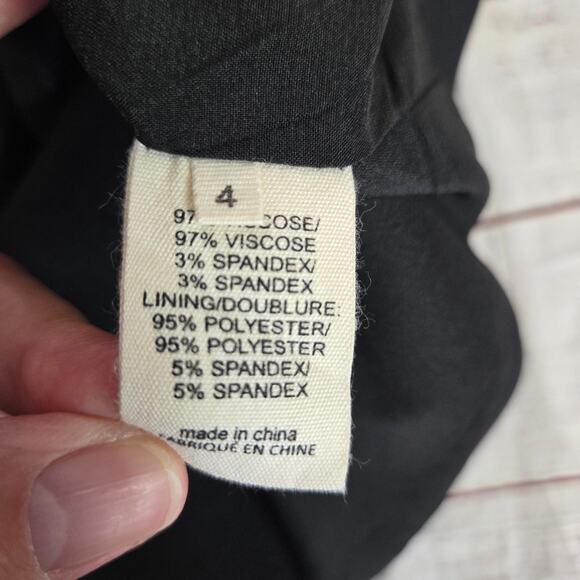 4
97% VISCOSE/
97% VISCOSE
3% SPANDEX/
3% SPANDEX
LINING/DOUBLURE:
95% POLYESTER/
95% POLYESTER
5% SPANDEX/
5% SPANDEX
made in china
FABRIQUÉ EN CHINE